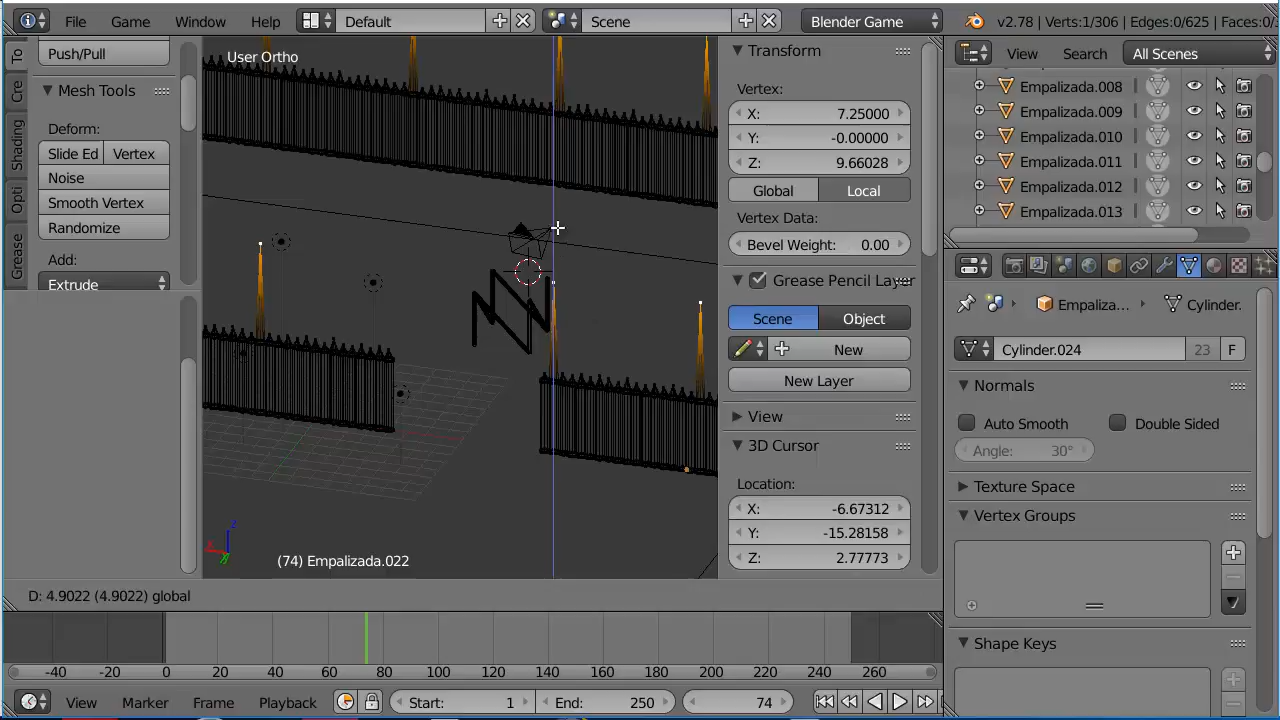 File Game Window Help Default Scene Blender Game v2.78 | Verts:1/306 | Edges:0/625 | Faces:0/
Push/Pull
Mesh Tools
Deform:
Slide Ed Vertex
Noise
Smooth Vertex
Randomize
Add:
Extrude
To
Cre
Shading
Opti
Grease
User Ortho
(74) Empalizada.022
D: 4.9022 (4.9022) global
Transform
Vertex:
X: 7.25000
Y: -0.00000
Z: 9.66028
Global Local
Vertex Data:
Bevel Weight: 0.00
Grease Pencil Layer
Scene Object
New
New Layer
View
3D Cursor
Location:
X: -6.67312
Y: -15.28158
Z: 2.77773
View Search All Scenes
Empalizada.008
Empalizada.009
Empalizada.010
Empalizada.011
Empalizada.012
Empalizada.013
Empaliza... Cylinder.
Cylinder.024 23 F
Normals
Auto Smooth Double Sided
Angle: 30°
Texture Space
Vertex Groups
Shape Keys
-40 -20 0 20 40 60 80 100 120 140 160 180 200 220 240 260
View Marker Frame Playback Start: 1 End: 250 74